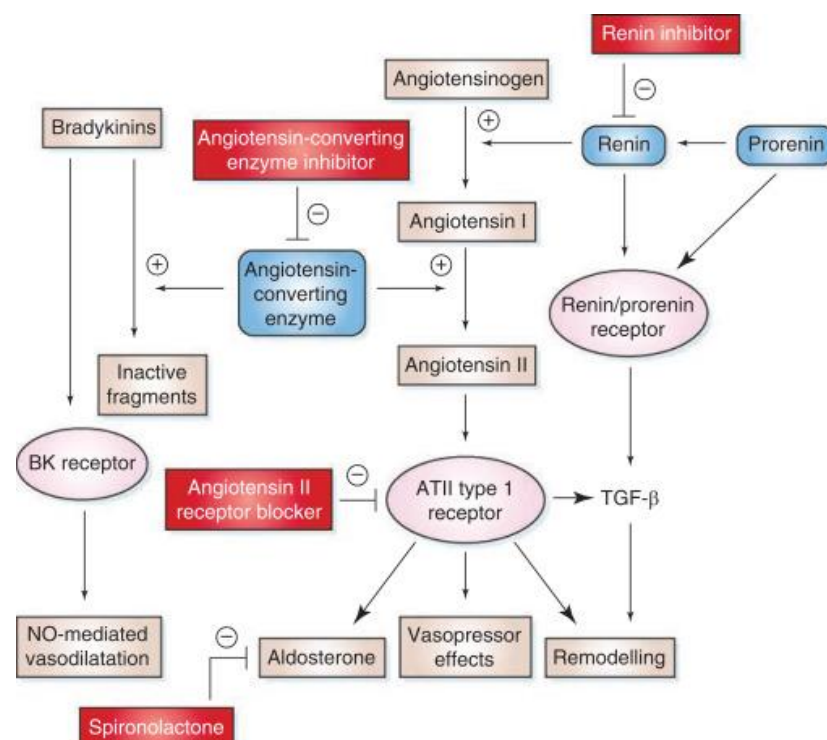 Renin inhibitor
Angiotensinogen
−
Bradykinins
Angiotensin-converting
enzyme inhibitor
+
Renin
Prorenin
−
Angiotensin I
+
Angiotensin-
converting
enzyme
+
Renin/prorenin
receptor
Inactive
fragments
Angiotensin II
BK receptor
Angiotensin II
receptor blocker
−
ATII type 1
receptor
TGF-β
NO-mediated
vasodilatation
−
Aldosterone
Vasopressor
effects
Remodelling
Spironolactone